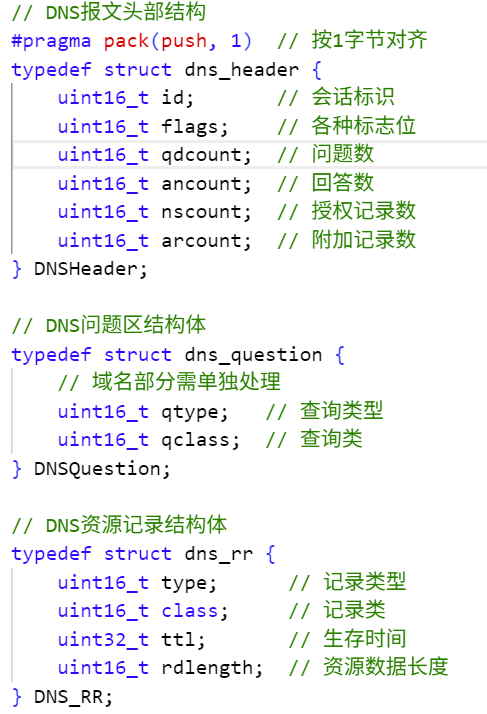 // DNS报文头部结构
#pragma pack(push, 1)  // 按1字节对齐
typedef struct dns_header {
    uint16_t id;       // 会话标识
    uint16_t flags;    // 各种标志位
    uint16_t qdcount;  // 问题数
    uint16_t ancount;  // 回答数
    uint16_t nscount;  // 授权记录数
    uint16_t arcount;  // 附加记录数
} DNSHeader;

// DNS问题区结构体
typedef struct dns_question {
    // 域名部分需单独处理
    uint16_t qtype;   // 查询类型
    uint16_t qclass;  // 查询类
} DNSQuestion;

// DNS资源记录结构体
typedef struct dns_rr {
    uint16_t type;      // 记录类型
    uint16_t class;     // 记录类
    uint32_t ttl;       // 生存时间
    uint16_t rdlength;  // 资源数据长度
} DNS_RR;